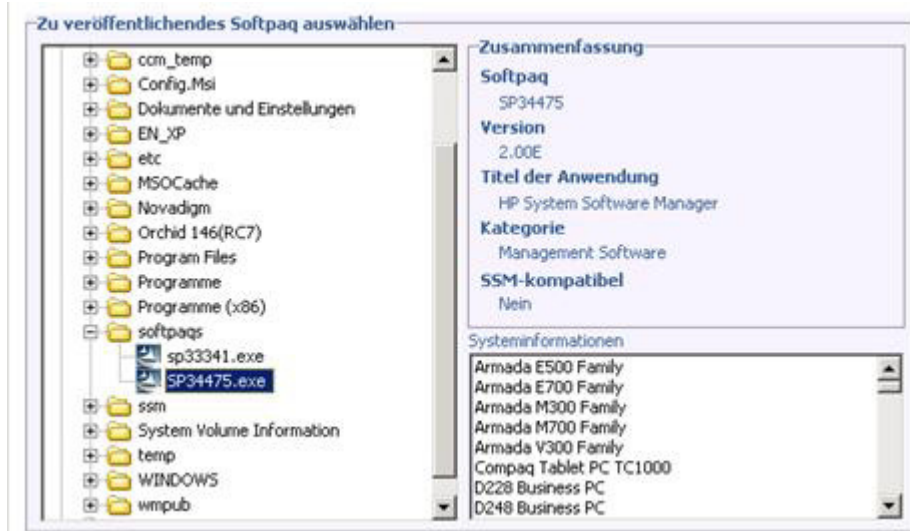 Zu veröffentlichendes Softpaq auswählen
ccm_temp
Config.Msi
Dokumente und Einstellungen
EN_XP
etc
MSOCache
Novadigm
Orchid 146(RC7)
Program Files
Programme
Programme (x86)
softpaqs
sp33341.exe
SP34475.exe
ssm
System Volume Information
temp
WINDOWS
wmpub
Zusammenfassung
Softpaq
SP34475
Version
2.00E
Titel der Anwendung
HP System Software Manager
Kategorie
Management Software
SSM-kompatibel
Nein
Systeminformationen
Armada E500 Family
Armada E700 Family
Armada M300 Family
Armada M700 Family
Armada V300 Family
Compaq Tablet PC TC1000
D228 Business PC
D248 Business PC